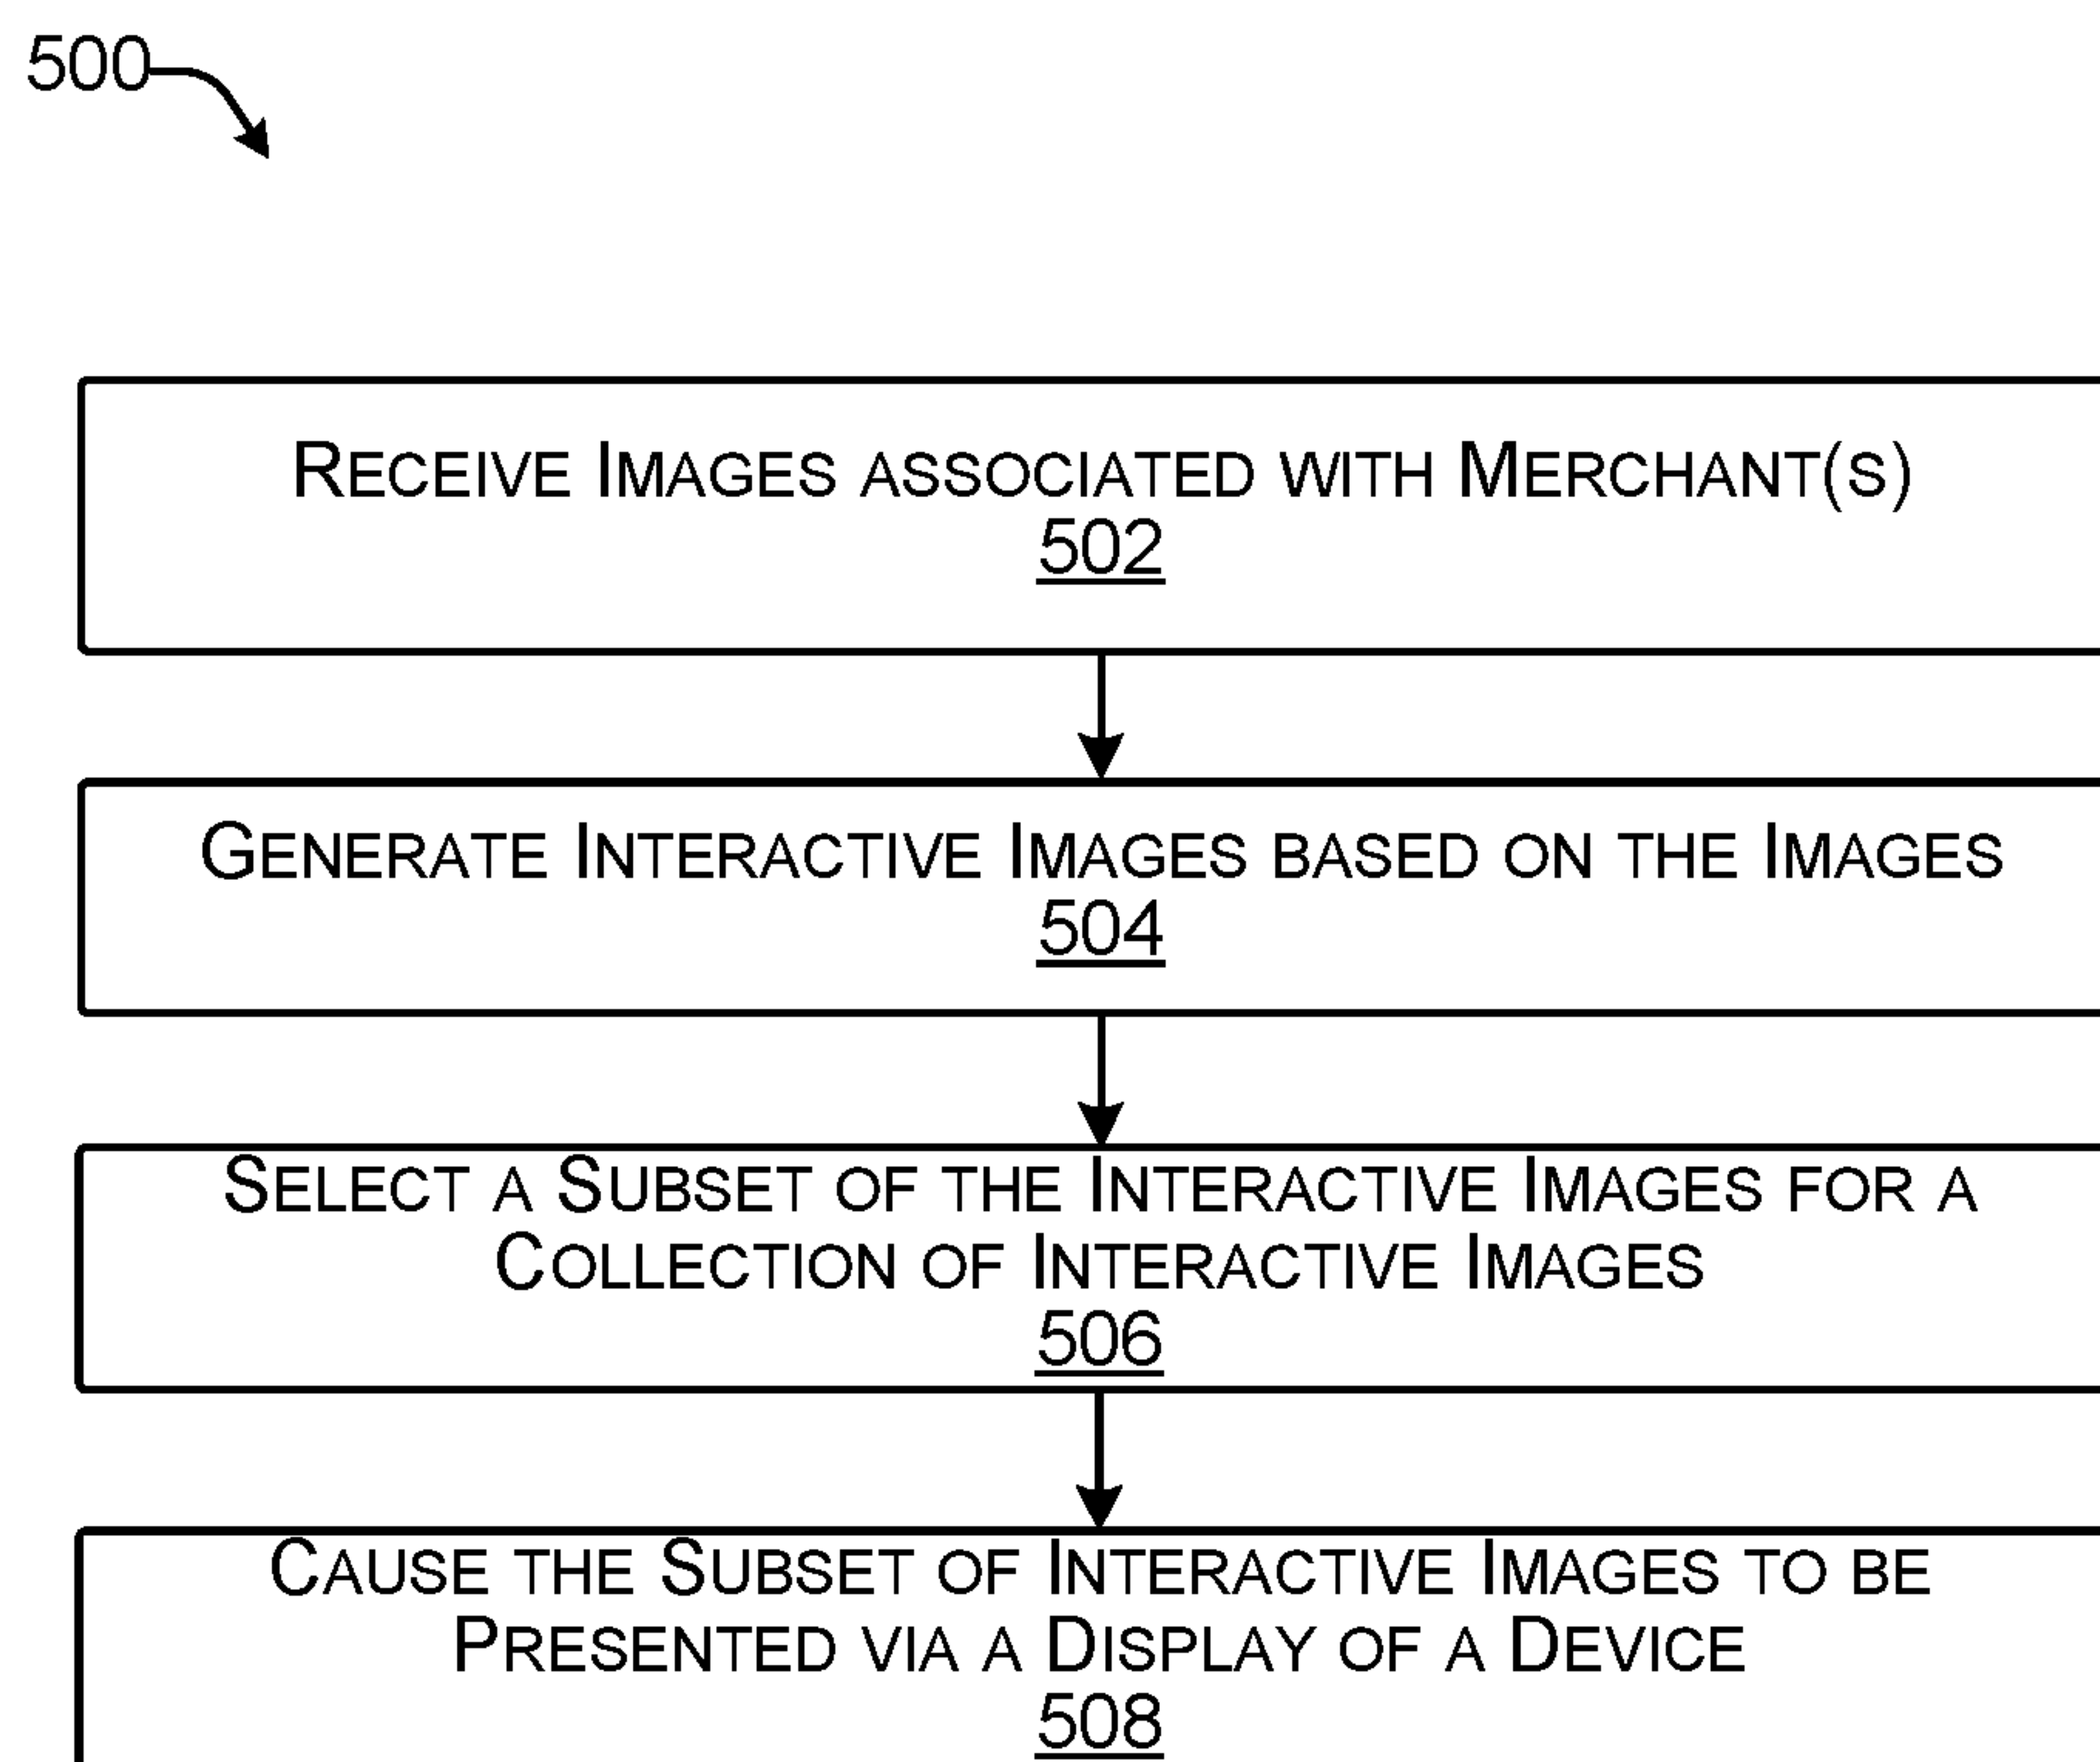 500
RECEIVE IMAGES ASSOCIATED WITH MERCHANT(S)
502
GENERATE INTERACTIVE IMAGES BASED ON THE IMAGES
504
SELECT A SUBSET OF THE INTERACTIVE IMAGES FOR A
COLLECTION OF INTERACTIVE IMAGES
506
CAUSE THE SUBSET OF INTERACTIVE IMAGES TO BE
PRESENTED VIA A DISPLAY OF A DEVICE
508